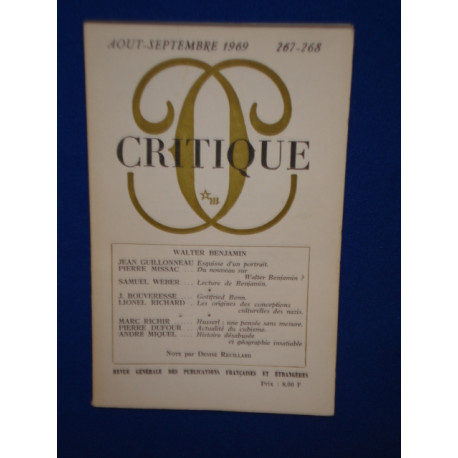 AOUT-SEPTEMBRE 1969 267-268
CRITIQUE
WALTER BENJAMIN
JEAN GUILLONNEAU Esquisse d'un portrait.
PIERRE MISSAC ... Du nouveau sur
Walter Benjamin ?
SAMUEL WEBER ... Lecture de Benjamin.
*
J. BOUVERESSE .. Gottfried Benn.
LIONEL RICHARD .. Les origines des conceptions
culturelles des nazis.
*
MARC RICHIR ... Husserl : une pensée sans mesure.
PIERRE DUFOUR ... Actualité du cubisme.
ANDRÉ MIQUEL ... Histoire
et géographie insatiable
Note par DENISE
REVUE GÉNÉRALE DES PUBLICATIONS FRANÇAISES ET ÉTRANGÈRES
Prix : F